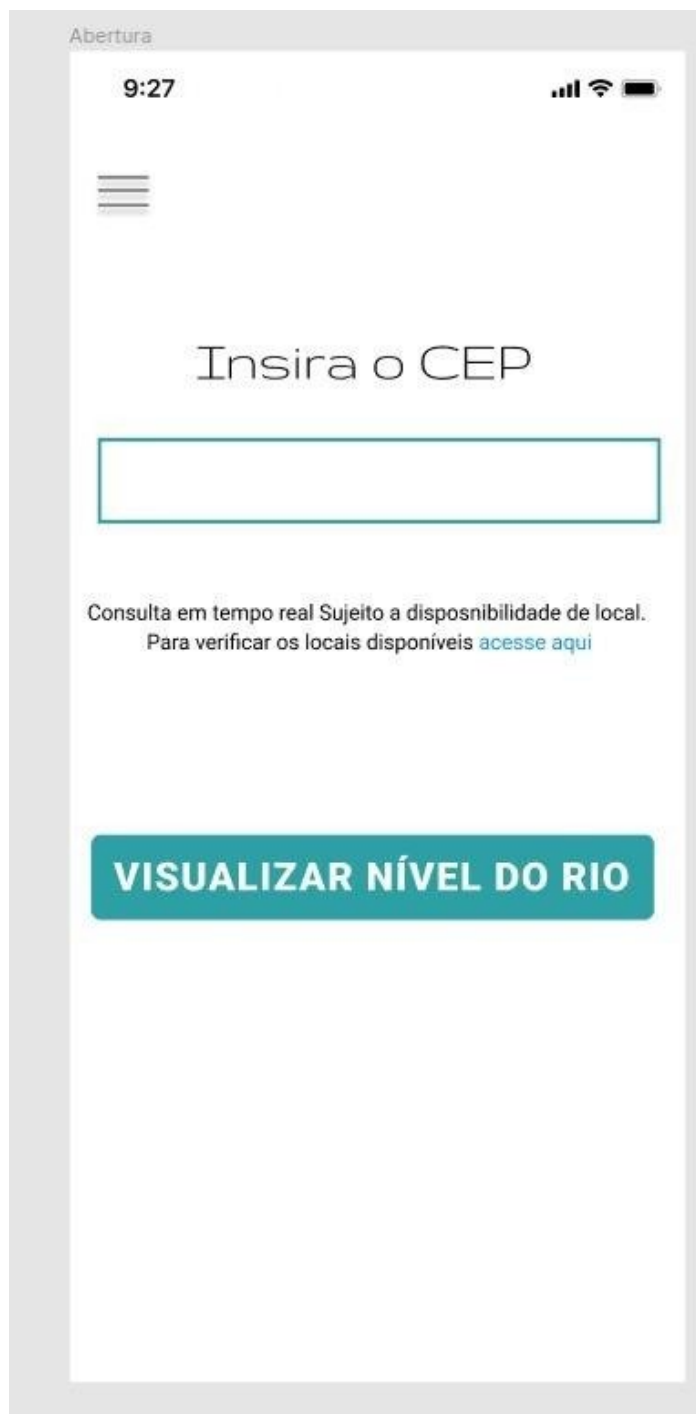 Abertura
9:27
Insira o CEP
Consulta em tempo real Sujeito a disposnibilidade de local.
Para verificar os locais disponíveis acesse aqui
VISUALIZAR NÍVEL DO RIO